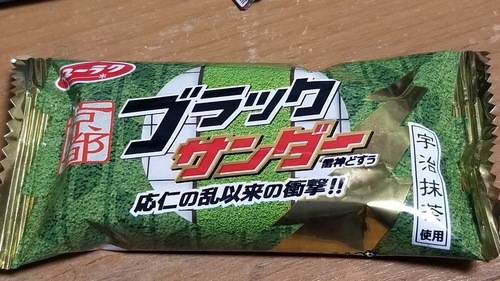 ユーラク
京都
ブラック
サンダー
雷神どすぅ
応仁の乱以来の衝撃!!
宇治抹茶
使用